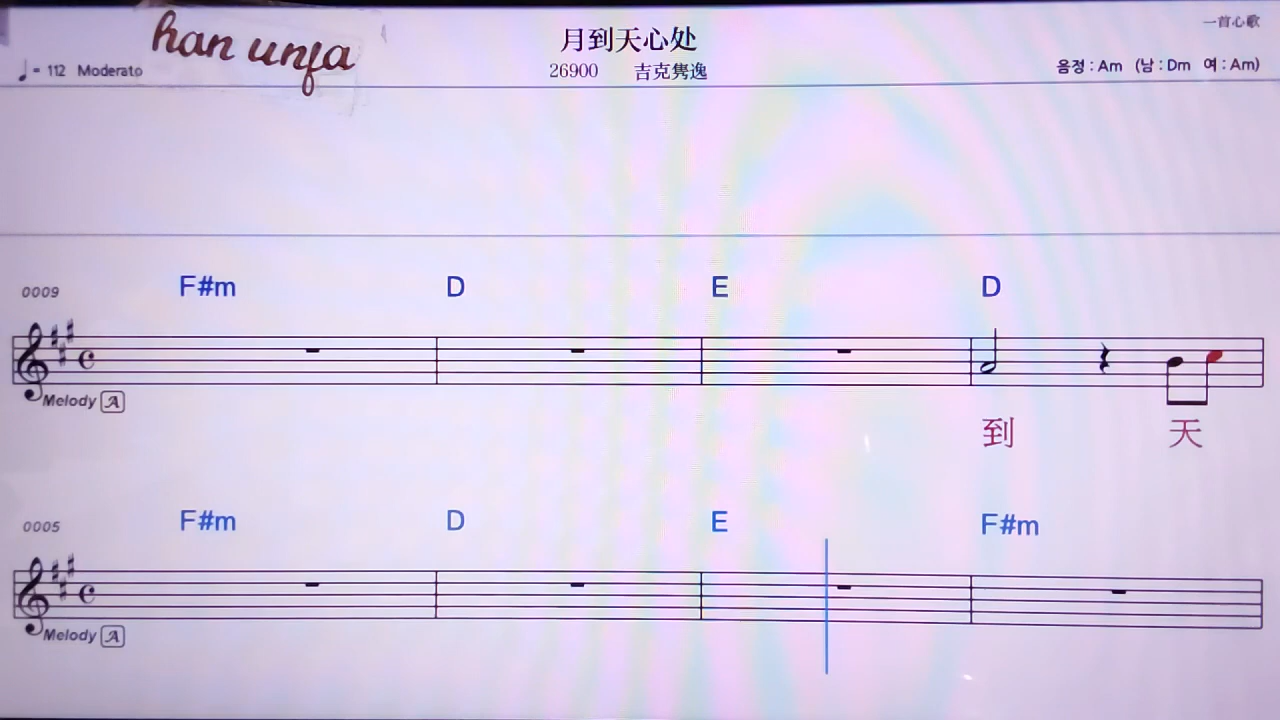 han unfa
月到天心处
一首心歌
♩= 112 Moderato
26900 吉克隽逸
음정 : Am (남 : Dm 여 : Am)
0009 F#m D E D
Melody A
到 天
0005 F#m D E F#m
Melody A